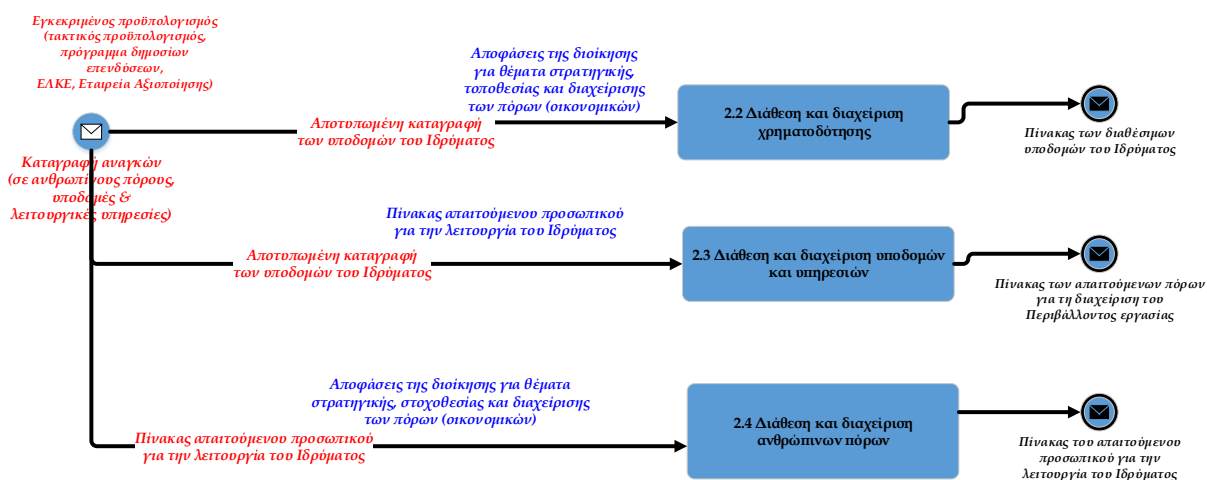 Εγκεκριμένος προϋπολογισμός
(τακτικός προϋπολογισμός,
πρόγραμμα δημοσίων
επενδύσεων,
ΕΛΚΕ, Εταιρεία Αξιοποίησης)
Καταγραφή αναγκών
(σε ανθρωπίνους πόρους,
υποδομές &
λειτουργικές υπηρεσίες)
Αποφάσεις της διοίκησης
για θέματα στρατηγικής,
τοποθεσίας και διαχείρισης
των πόρων (οικονομικών)
Αποτυπωμένη καταγραφή
των υποδομών του Ιδρύματος
2.2 Διάθεση και διαχείριση
χρηματοδότησης
Πίνακας των διαθέσιμων
υποδομών του Ιδρύματος
Πίνακας απαιτούμενου προσωπικού
για την λειτουργία του Ιδρύματος
Αποτυπωμένη καταγραφή
των υποδομών του Ιδρύματος
2.3 Διάθεση και διαχείριση υποδομών
και υπηρεσιών
Πίνακας των απαιτούμενων πόρων
για τη διαχείριση του
Περιβάλλοντος εργασίας
Αποφάσεις της διοίκησης για θέματα
στρατηγικής, στοχοθεσίας και διαχείρισης
των πόρων (οικονομικών)
Πίνακας απαιτούμενου προσωπικού
για την λειτουργία του Ιδρύματος
2.4 Διάθεση και διαχείριση
ανθρώπινων πόρων
Πίνακας του απαιτούμενου
προσωπικού για την
λειτουργία του Ιδρύματος